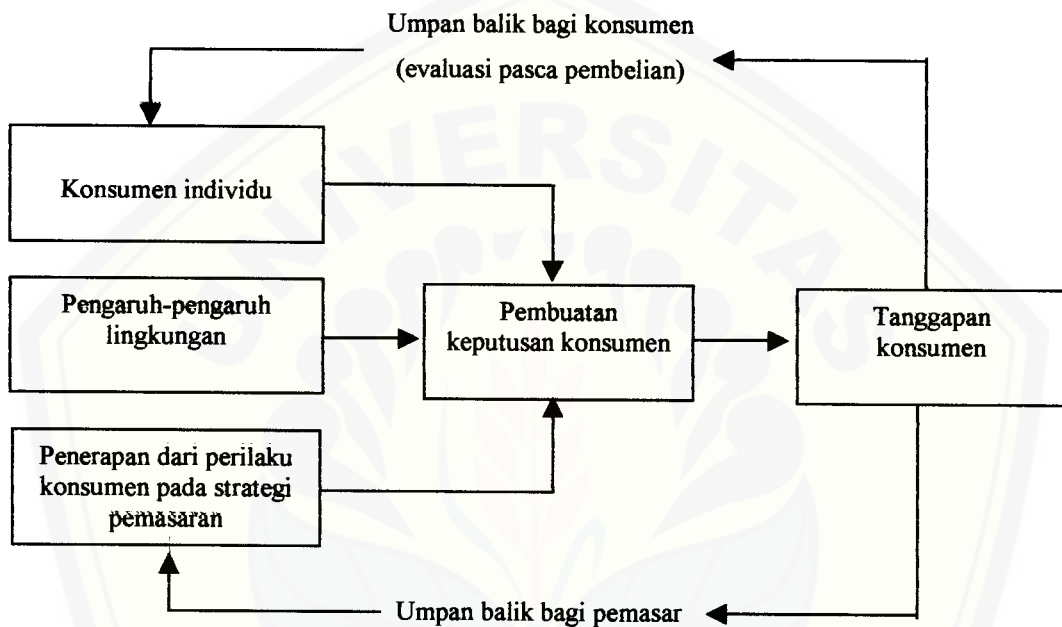 Umpan balik bagi konsumen
(evaluasi pasca pembelian)
Konsumen individu
Pengaruh-pengaruh
lingkungan
Pembuatan
keputusan konsumen
Tanggapan
konsumen
Penerapan dari perilaku
konsumen pada strategi
pemasaran
Umpan balik bagi pemasar
UNIVERSITAS